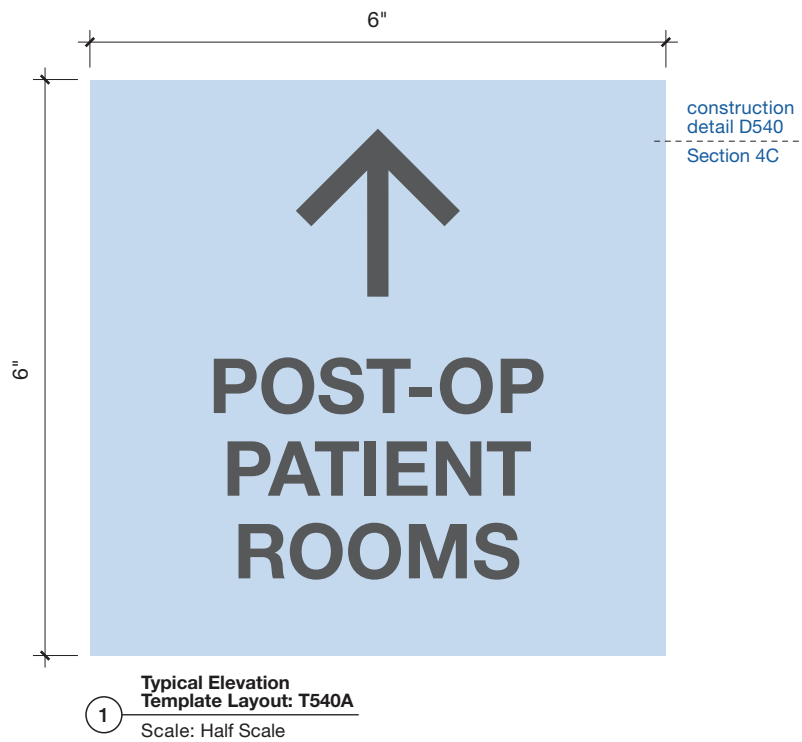 6"
construction
detail D540
Section 4C
6"
POST-OP
PATIENT
ROOMS
Typical Elevation
Template Layout: T540A
1
Scale: Half Scale